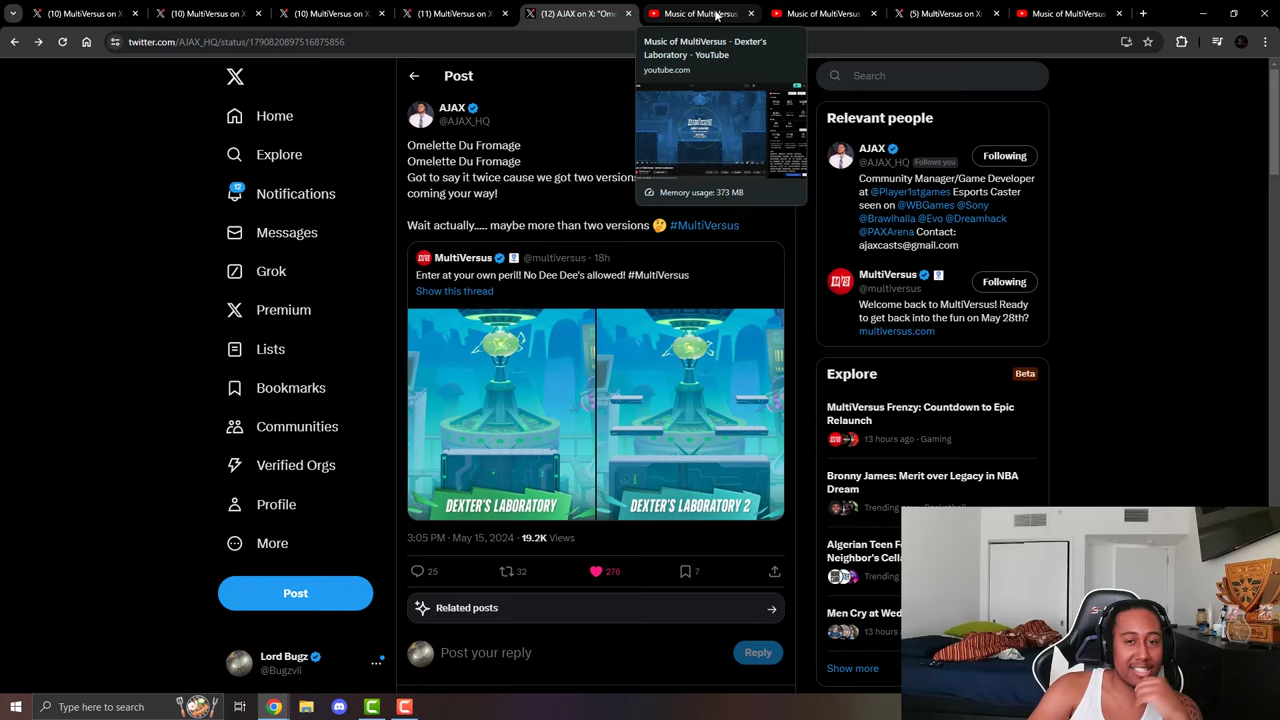 (10) MultiVersus on X
(10) MultiVersus on X
(10) MultiVersus on X
(11) MultiVersus on X
(12) AJAX on X: "Ome
Music of MultiVersus
Music of MultiVersus
(5) MultiVersus on X:
Music of MultiVersus
twitter.com/AJAX_HQ/status/1790820897516875856
Music of MultiVersus - Dexter's
Laboratory - YouTube
youtube.com
Memory usage: 373 MB
Home
Explore
12
Notifications
Messages
Grok
Premium
Lists
Bookmarks
Communities
Verified Orgs
Profile
More
Post
Lord Bugz
@Bugzvii
Post
AJAX
@AJAX_HQ
Omelette Du Fromage
Omelette Du Fromage
Got to say it twice cause we got two versions
coming your way!
Wait actually..... maybe more than two versions 🤔 #MultiVersus
MultiVersus @multiversus · 18h
Enter at your own peril! No Dee Dee's allowed! #MultiVersus
Show this thread
DEXTER'S LABORATORY
DEXTER'S LABORATORY 2
3:05 PM · May 15, 2024 · 19.2K Views
25
32
276
7
Related posts
Post your reply
Reply
Search
Relevant people
AJAX
@AJAX_HQ Follows you
Following
Community Manager/Game Developer
at @Player1stgames Esports Caster
seen on @WBGames @Sony
@Brawlhalla @Evo @Dreamhack
@PAXArena Contact:
ajaxcasts@gmail.com
MultiVersus
@multiversus
Following
Welcome back to MultiVersus! Ready
to get back into the fun on May 28th?
multiversus.com
Explore
Beta
MultiVersus Frenzy: Countdown to Epic
Relaunch
13 hours ago · Gaming
Bronny James: Merit over Legacy in NBA
Dream
Trending
Algerian Teen F
Neighbor's Cell
Trending
Men Cry at Wed
6 hours
Show more
Type here to search